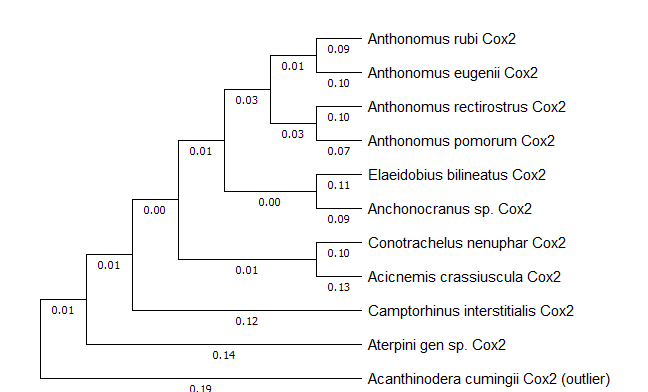 Anthonomus rubi Cox2
0.09
0.01
Anthonomus eugenii Cox2
0.10
0.03
Anthonomus rectirostrus Cox2
0.10
0.03
Anthonomus pomorum Cox2
0.07
0.01
Elaeidobius bilineatus Cox2
0.11
0.00
Anchonocranus sp. Cox2
0.09
0.00
Conotrachelus nenuphar Cox2
0.10
0.01
Acicnemis crassiuscula Cox2
0.13
0.01
Camptorhinus interstitialis Cox2
0.12
0.01
Aterpini gen sp. Cox2
0.14
Acanthinodera cumingii Cox2 (outlier)
0.19